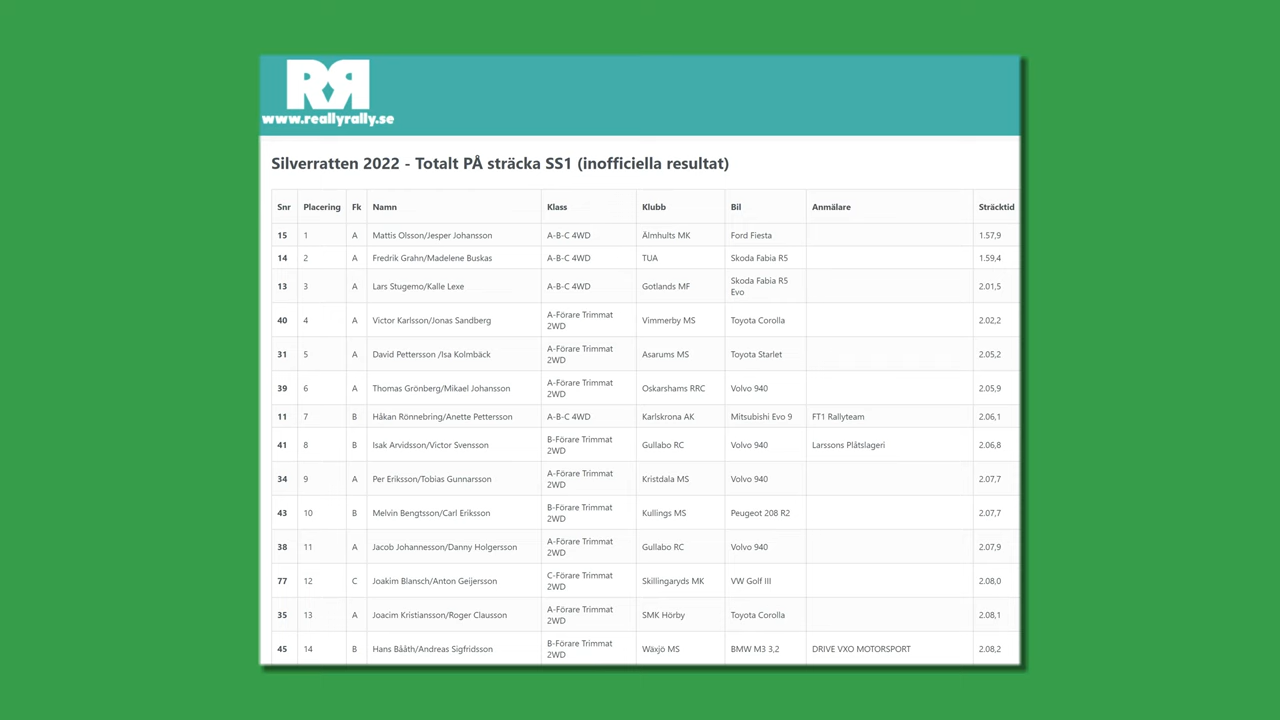 RR
www.reallyrally.se
Silverratten 2022 - Totalt PÅ sträcka SS1 (inofficiella resultat)
Snr Placering Fk Namn Klass Klubb Bil Anmälare Sträcktid
15 1 A Mattis Olsson/Jesper Johansson A-B-C 4WD Älmhults MK Ford Fiesta 1.57,9
14 2 A Fredrik Grahn/Madelene Buskas A-B-C 4WD TUA Skoda Fabia R5 1.59,4
13 3 A Lars Stugemo/Kalle Lexe A-B-C 4WD Gotlands MF Skoda Fabia R5 2.01,5
Evo
40 4 A Victor Karlsson/Jonas Sandberg A-Förare Trimmat Vimmerby MS Toyota Corolla 2.02,2
2WD
31 5 A David Pettersson /Isa Kolmbäck A-Förare Trimmat Asarums MS Toyota Starlet 2.05,2
2WD
39 6 A Thomas Grönberg/Mikael Johansson A-Förare Trimmat Oskarshams RRC Volvo 940 2.05,9
2WD
11 7 B Håkan Rönnebring/Anette Pettersson A-B-C 4WD Karlskrona AK Mitsubishi Evo 9 FT1 Rallyteam 2.06,1
41 8 B Isak Arvidsson/Victor Svensson B-Förare Trimmat Gullabo RC Volvo 940 Larssons Plåtslageri 2.06,8
2WD
34 9 A Per Eriksson/Tobias Gunnarsson A-Förare Trimmat Kristdala MS Volvo 940 2.07,7
2WD
43 10 B Melvin Bengtsson/Carl Eriksson B-Förare Trimmat Kullings MS Peugeot 208 R2 2.07,7
2WD
38 11 A Jacob Johannesson/Danny Holgersson A-Förare Trimmat Gullabo RC Volvo 940 2.07,9
2WD
77 12 C Joakim Blansch/Anton Geijersson C-Förare Trimmat Skillingaryds MK VW Golf III 2.08,0
2WD
35 13 A Joacim Kristiansson/Roger Clausson A-Förare Trimmat SMK Hörby Toyota Corolla 2.08,1
2WD
45 14 B Hans Bååth/Andreas Sigfridsson B-Förare Trimmat Wäxjö MS BMW M3 3,2 DRIVE VXO MOTORSPORT 2.08,2
2WD